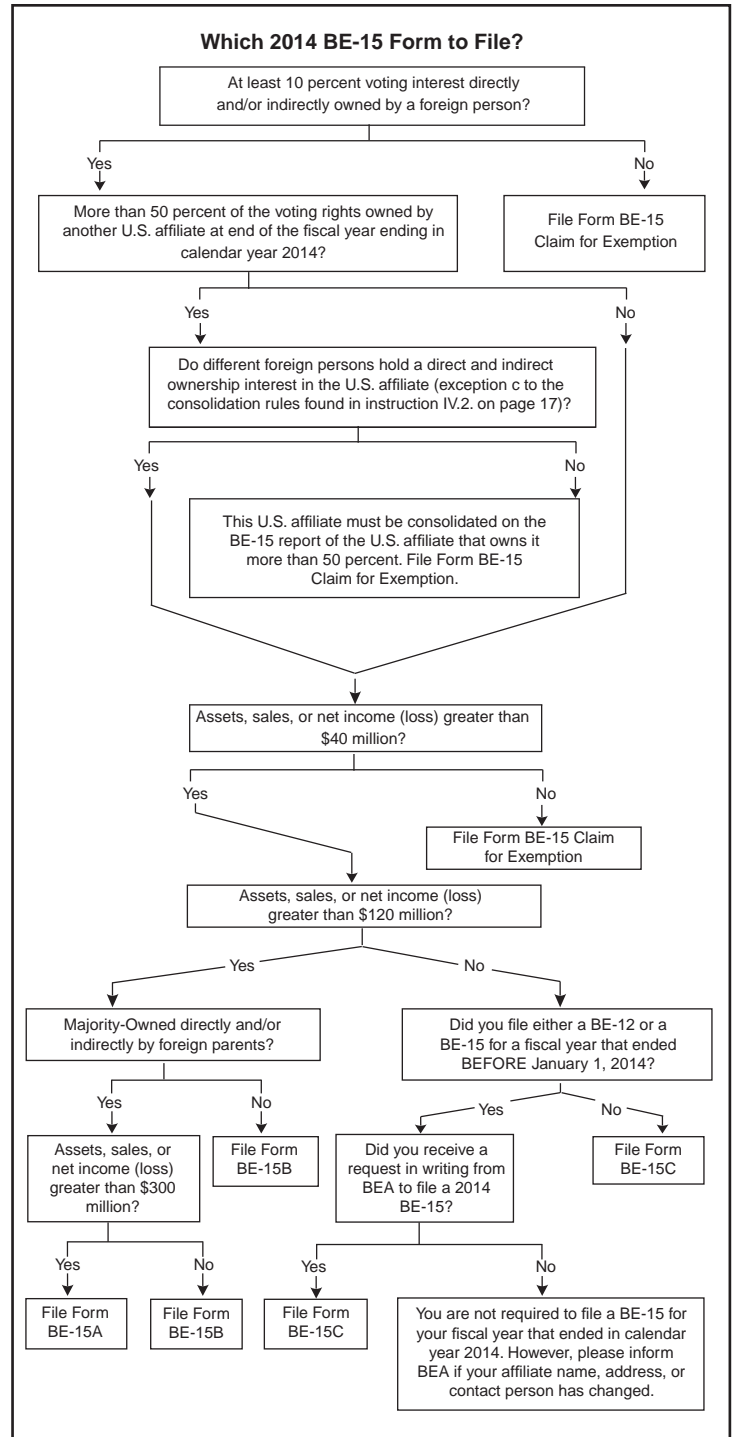 Which 2014 BE-15 Form to File?
At least 10 percent voting interest directly
and/or indirectly owned by a foreign person?
Yes
No
More than 50 percent of the voting rights owned by
another U.S. affiliate at end of the fiscal year ending in
calendar year 2014?
File Form BE-15
Claim for Exemption
Yes
No
Do different foreign persons hold a direct and indirect
ownership interest in the U.S. affiliate (exception c to the
consolidation rules found in instruction IV.2. on page 17)?
Yes
No
This U.S. affiliate must be consolidated on the
BE-15 report of the U.S. affiliate that owns it
more than 50 percent. File Form BE-15
Claim for Exemption.
Assets, sales, or net income (loss) greater than
$40 million?
Yes
No
File Form BE-15 Claim
for Exemption
Assets, sales, or net income (loss)
greater than $120 million?
Yes
No
Majority-Owned directly and/or
indirectly by foreign parents?
Did you file either a BE-12 or a
BE-15 for a fiscal year that ended
BEFORE January 1, 2014?
Yes
No
Yes
No
Assets, sales, or
net income (loss)
greater than $300
million?
File Form
BE-15B
Did you receive a
request in writing from
BEA to file a 2014
BE-15?
File Form
BE-15C
Yes
No
Yes
No
File Form
BE-15A
File Form
BE-15B
File Form
BE-15C
You are not required to file a BE-15 for
your fiscal year that ended in calendar
year 2014. However, please inform
BEA if your affiliate name, address, or
contact person has changed.